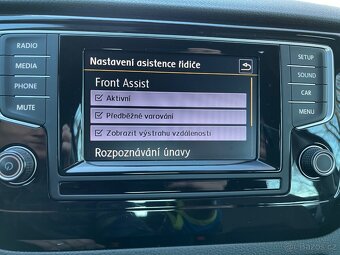 Nastavení asistence řidiče
RADIO
MEDIA
PHONE
MUTE
Front Assist
Aktivní
Předběžné varování
Zobrazit výstrahu vzdálenosti
Rozpoznávání únavy
SETUP
SOUND
CAR
MENU